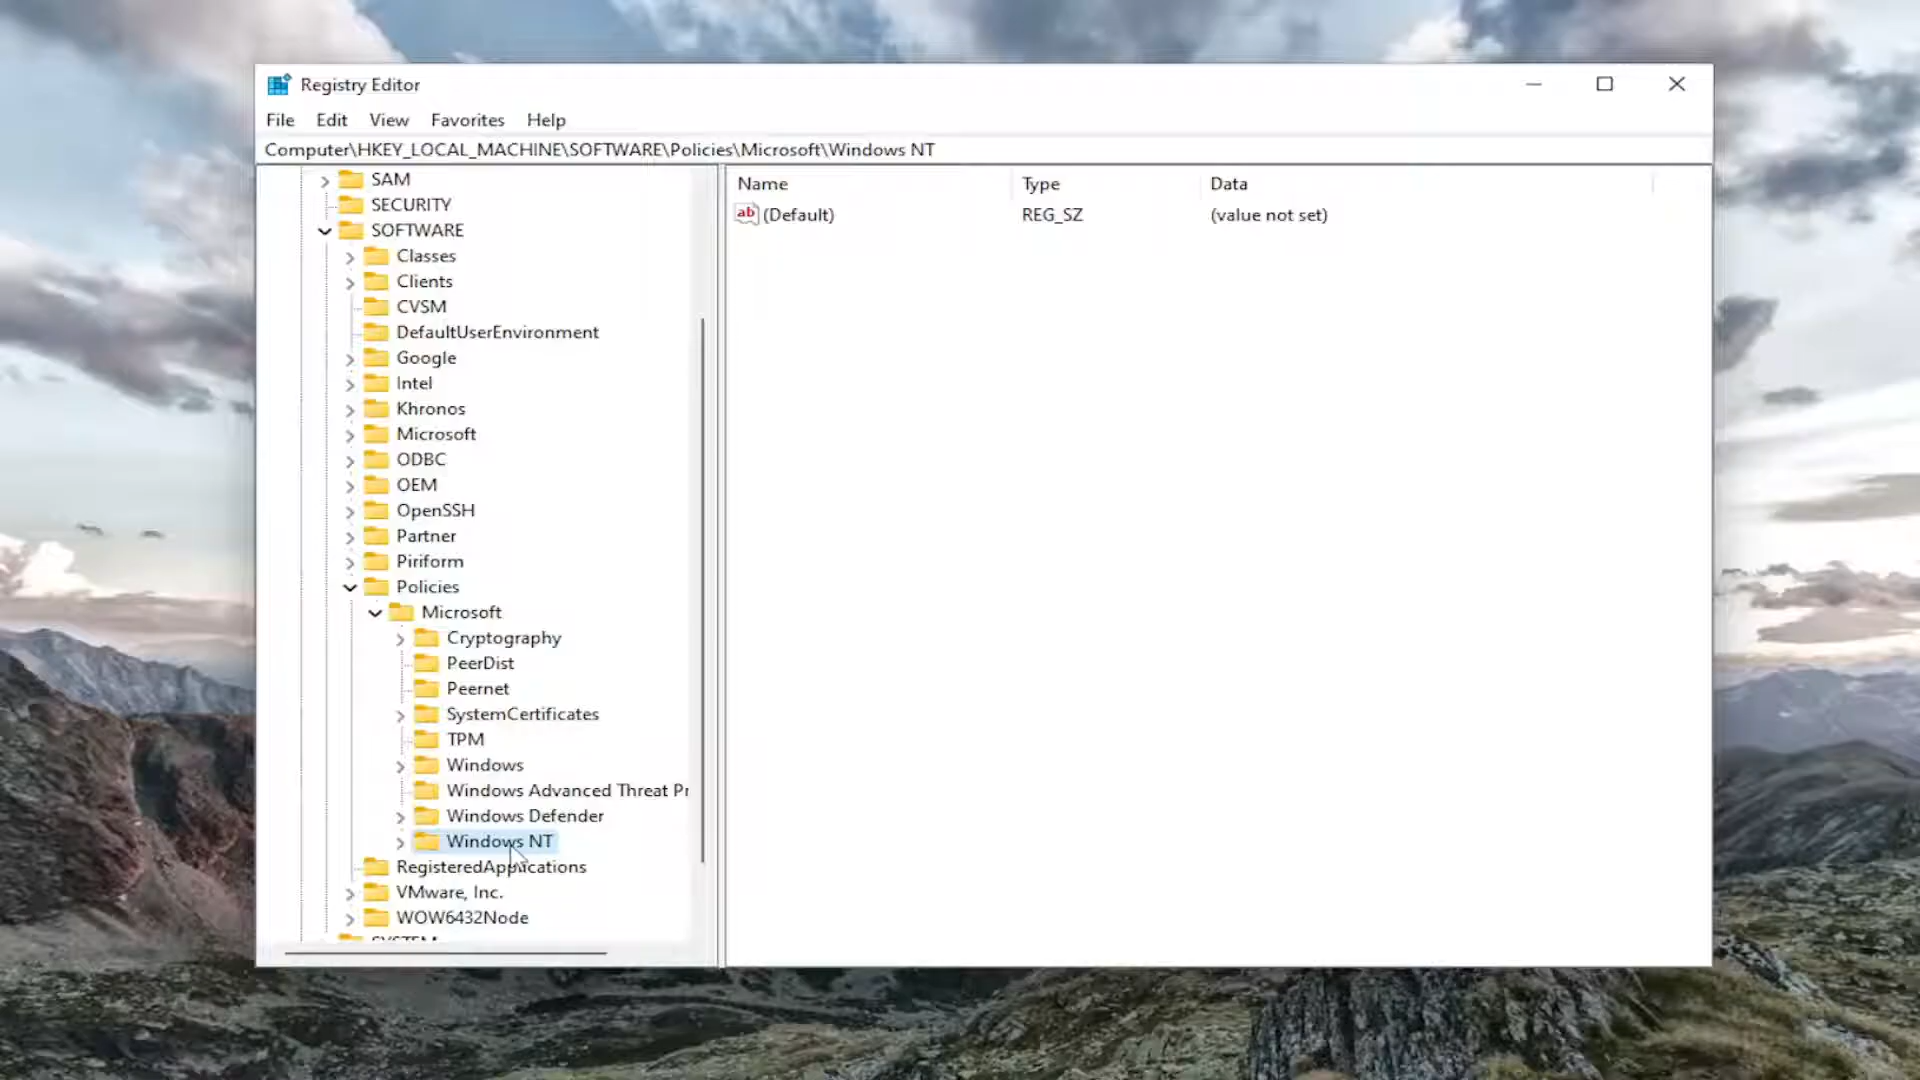 Registry Editor
File Edit View Favorites Help
Computer\HKEY_LOCAL_MACHINE\SOFTWARE\Policies\Microsoft\Windows NT
SAM
SECURITY
SOFTWARE
Classes
Clients
CVSM
DefaultUserEnvironment
Google
Intel
Khronos
Microsoft
ODBC
OEM
OpenSSH
Partner
Piriform
Policies
Microsoft
Cryptography
PeerDist
Peernet
SystemCertificates
TPM
Windows
Windows Advanced Threat Pr
Windows Defender
Windows NT
RegisteredApplications
VMware, Inc.
WOW6432Node
SYSTEM
Name Type Data
ab (Default) REG_SZ (value not set)